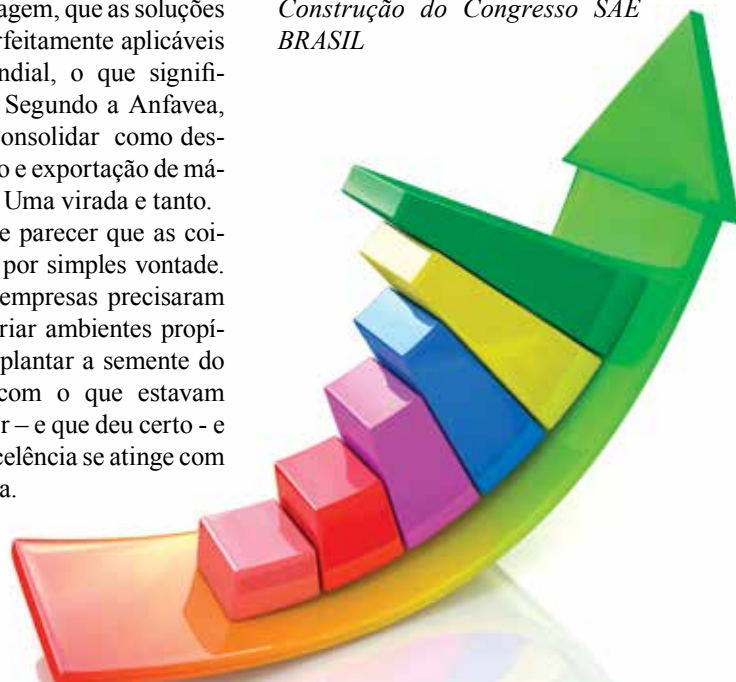 agem, que as soluções
rfeitamente aplicáveis
ndial, o que signifi-
Segundo a Anfavea,
onsolidar como des-
o e exportação de má-
Uma virada e tanto.
e parecer que as coi-
por simples vontade.
empresas precisaram
riar ambientes propí-
plantar a semente do
com o que estavam
r – e que deu certo - e
celência se atinge com
a.
Construção do Congresso SAE
BRASIL